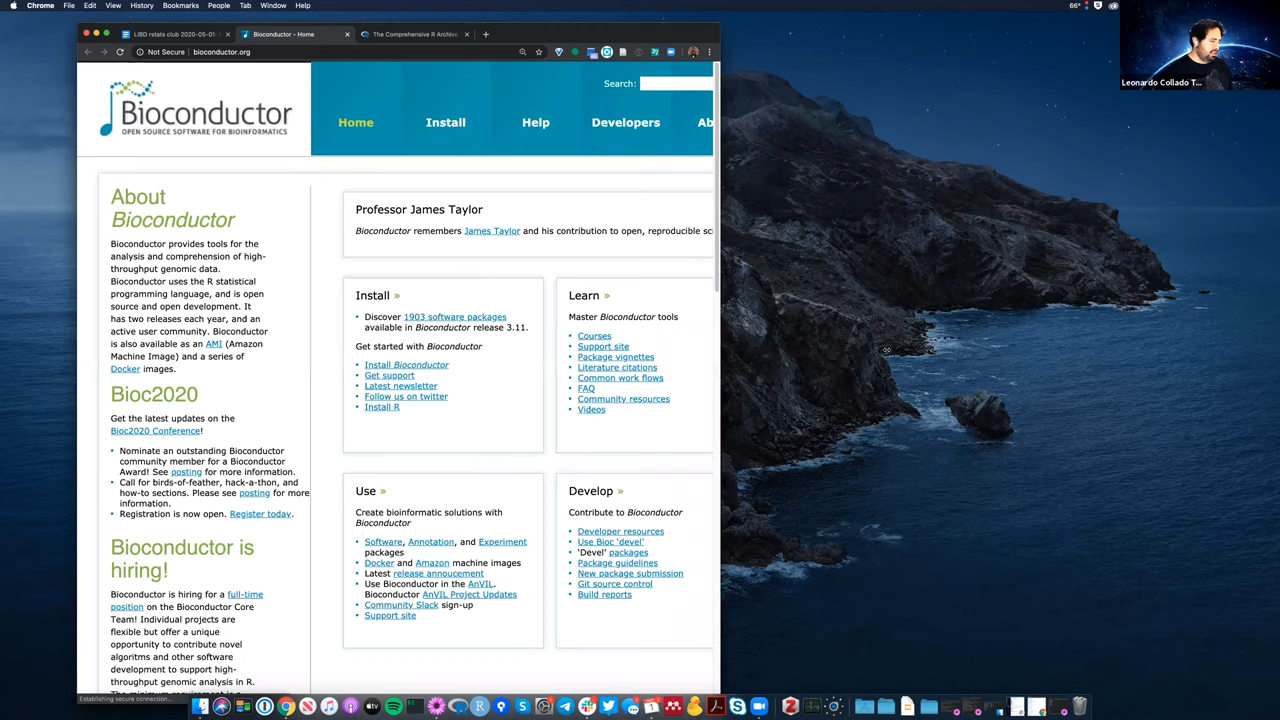 Chrome File Edit View History Bookmarks People Tab Window Help 66°
LIBD rstats club 2020-05-01: Bioconductor - Home The Comprehensive R Archive
Not Secure bioconductor.org
Leonardo Collado T...
Bioconductor
OPEN SOURCE SOFTWARE FOR BIOINFORMATICS
Search:
Home Install Help Developers Ab
About
Bioconductor
Bioconductor provides tools for the
analysis and comprehension of high-
throughput genomic data.
Bioconductor uses the R statistical
programming language, and is open
source and open development. It
has two releases each year, and an
active user community. Bioconductor
is also available as an AMI (Amazon
Machine Image) and a series of
Docker images.
Bioc2020
Get the latest updates on the
Bioc2020 Conference!
• Nominate an outstanding Bioconductor
community member for a Bioconductor
Award! See posting for more information.
• Call for birds-of-feather, hack-a-thon, and
how-to sections. Please see posting for more
information.
• Registration is now open. Register today.
Bioconductor is
hiring!
Bioconductor is hiring for a full-time
position on the Bioconductor Core
Team! Individual projects are
flexible but offer a unique
opportunity to contribute novel
algoritms and other software
development to support high-
throughput genomic analysis in R.
Professor James Taylor
Bioconductor remembers James Taylor and his contribution to open, reproducible sc
Install »
• Discover 1903 software packages
available in Bioconductor release 3.11.
Get started with Bioconductor
• Install Bioconductor
• Get support
• Latest newsletter
• Follow us on twitter
• Install R
Learn »
Master Bioconductor tools
• Courses
• Support site
• Package vignettes
• Literature citations
• Common work flows
• FAQ
• Community resources
• Videos
Use »
Create bioinformatic solutions with
Bioconductor
• Software, Annotation, and Experiment
packages
• Docker and Amazon machine images
• Latest release annoucement
• Use Bioconductor in the AnVIL.
Bioconductor AnVIL Project Updates
• Community Slack sign-up
• Support site
Develop »
Contribute to Bioconductor
• Developer resources
• Use Bioc 'devel'
• 'Devel' packages
• Package guidelines
• New package submission
• Git source control
• Build reports
Establishing secure connection...